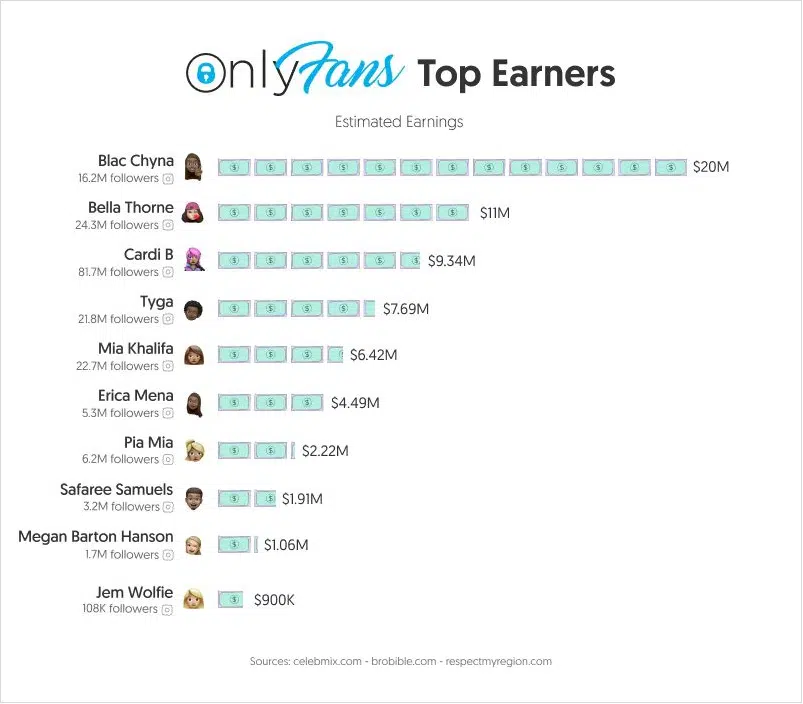 OnlyFans Top Earners
Estimated Earnings
Blac Chyna
16.2M followers
$20M
Bella Thorne
24.3M followers
$11M
Cardi B
81.7M followers
$9.34M
Tyga
21.8M followers
$7.69M
Mia Khalifa
22.7M followers
$6.42M
Erica Mena
5.3M followers
$4.49M
Pia Mia
6.2M followers
$2.22M
Safaree Samuels
3.2M followers
$1.91M
Megan Barton Hanson
1.7M followers
$1.06M
Jem Wolfie
108K followers
$900K
Sources: celebmix.com - brobible.com - respectmyregion.com